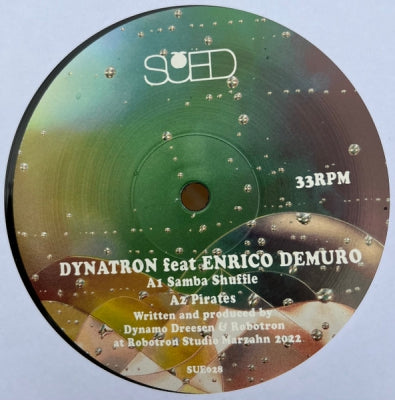 SUED
33RPM
DYNATRON feat ENRICO DEMURO
A1 Samba Shuffle
A2 Pirates
Written and produced by
Dynamo Dreesen & Robotron
at Robotron Studio Marzahn 2022
SUE028